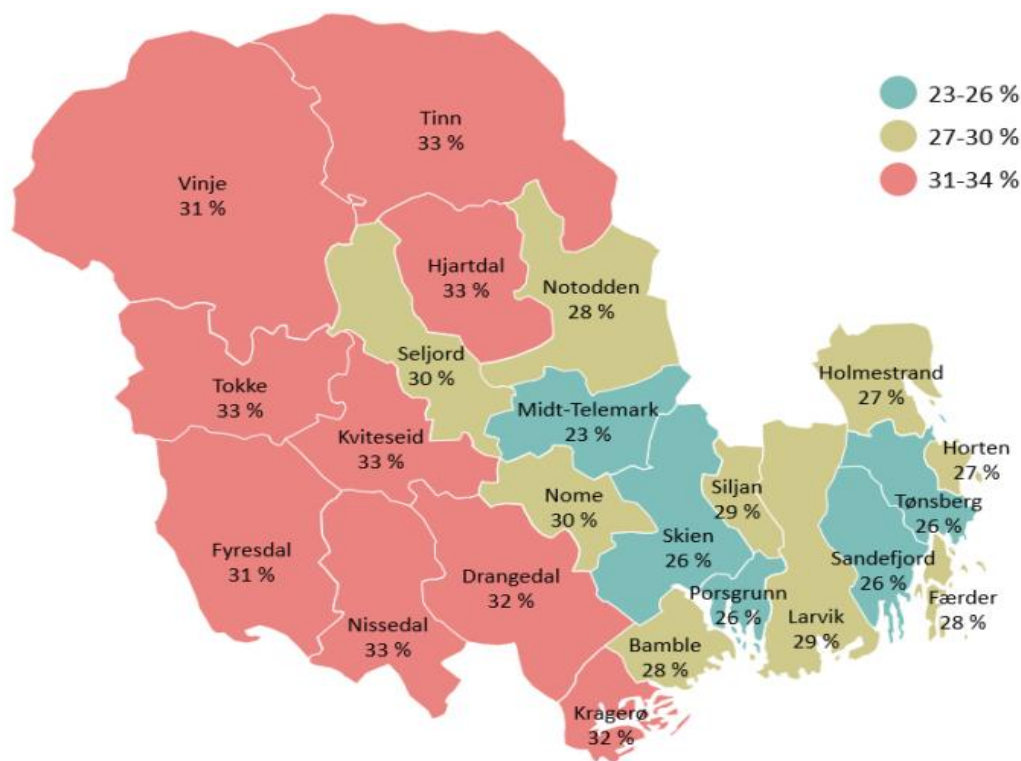 23-26 %
27-30 %
31-34 %
Tinn
33 %
Vinje
31 %
Hjartdal
33 %
Notodden
28 %
Seljord
30 %
Holmestrand
27 %
Tokke
33 %
Midt-Telemark
23 %
Kviteseid
33 %
Horten
27 %
Siljan
29 %
Nome
30 %
Tønsberg
26 %
Skien
26 %
Fyresdal
31 %
Drangedal
32 %
Sandefjord
26 %
Porsgrunn
26 %
Færder
28 %
Larvik
29 %
Nissedal
33 %
Bamble
28 %
Kragerø
32 %